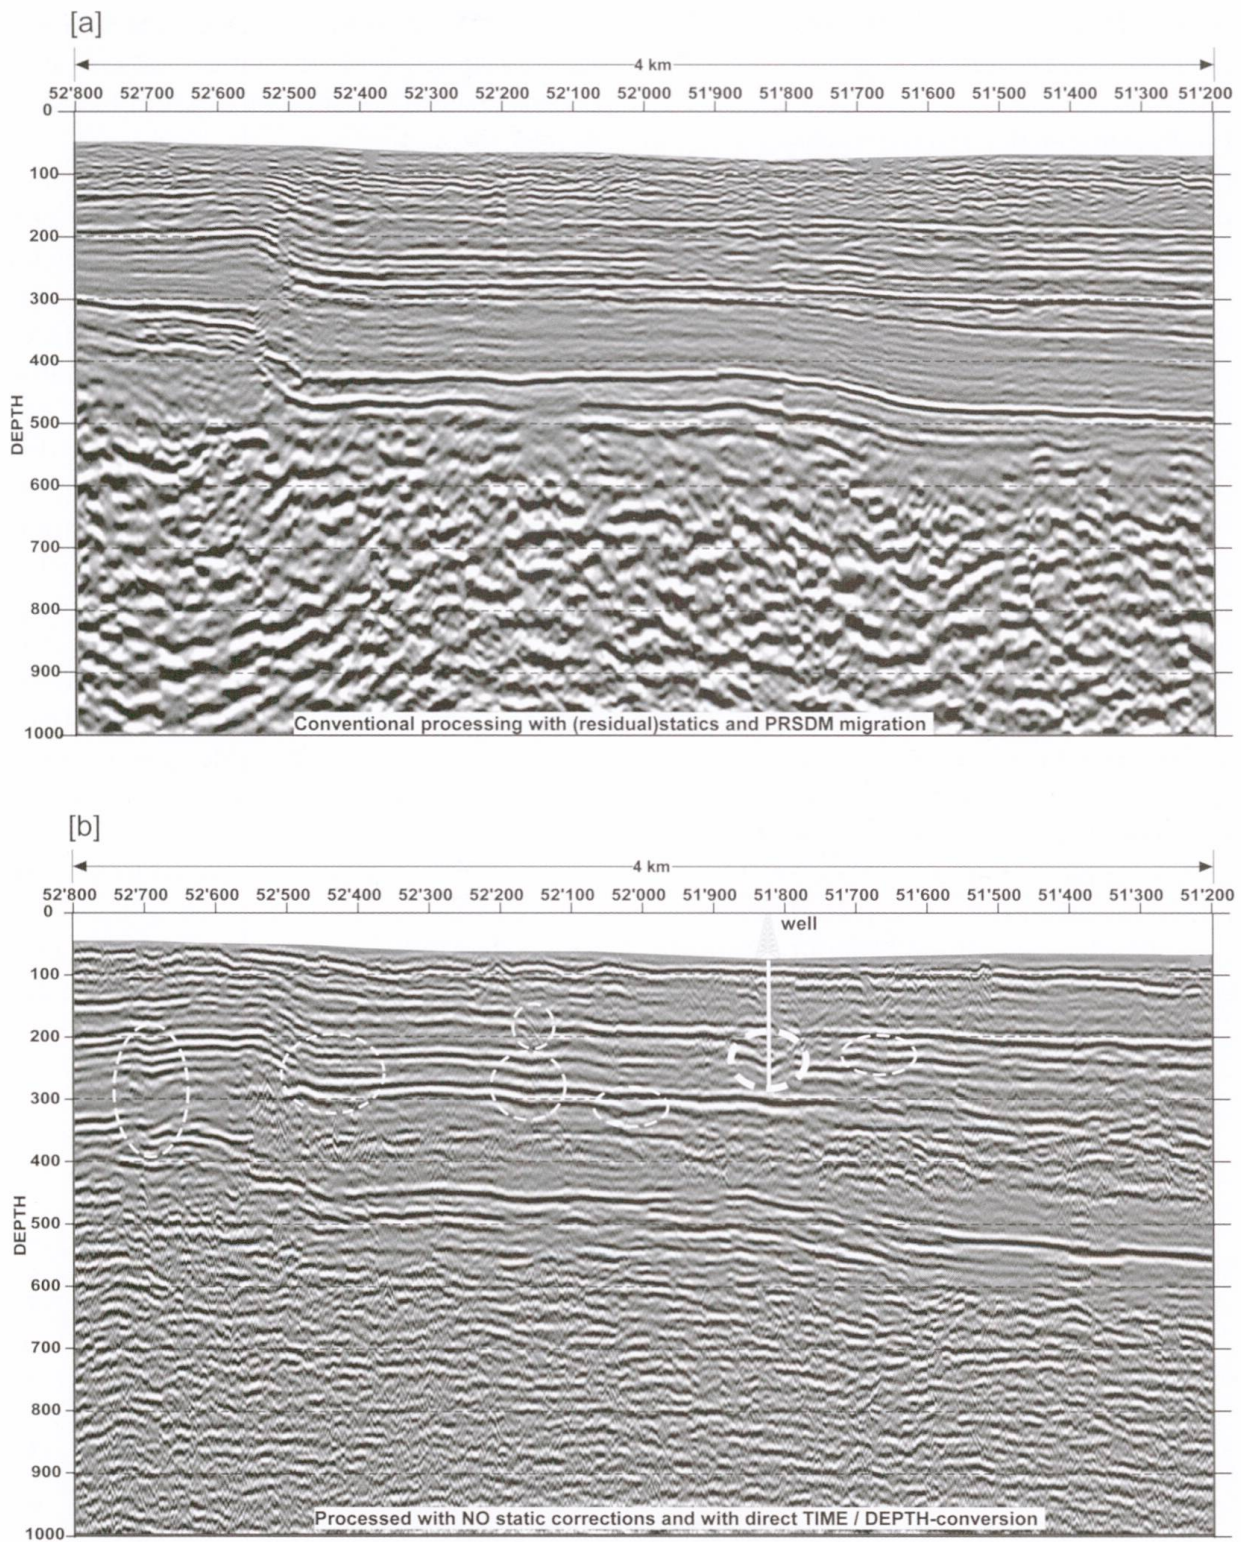 [a]
4 km
52'800 52'700 52'600 52'500 52'400 52'300 52'200 52'100 52'000 51'900 51'800 51'700 51'600 51'500 51'400 51'300 51'200
0
100
200
300
400
DEPTH
500
600
700
800
900
Conventional processing with (residual)statics and PRSDM migration
1000
[b]
4 km
52'800 52'700 52'600 52'500 52'400 52'300 52'200 52'100 52'000 51'900 51'800 51'700 51'600 51'500 51'400 51'300 51'200
0
well
100
200
300
400
DEPTH
500
600
700
800
900
Processed with NO static corrections and with direct TIME / DEPTH-conversion
1000